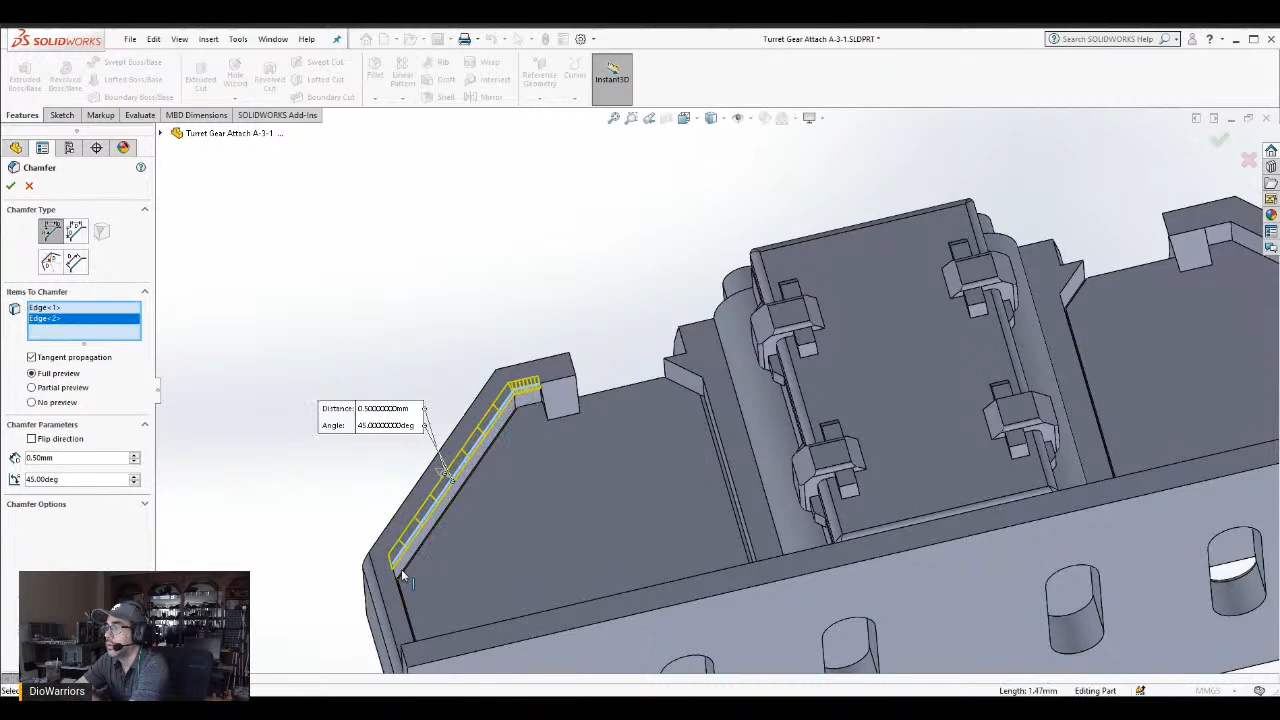 SOLIDWORKS
File Edit View Insert Tools Window Help
Turret Gear Attach A-3-1.SLDPRT *
Search SOLIDWORKS Help
Extruded Boss/Base
Revolved Boss/Base
Swept Boss/Base
Lofted Boss/Base
Boundary Boss/Base
Extruded Cut
Hole Wizard
Revolved Cut
Swept Cut
Lofted Cut
Boundary Cut
Fillet
Linear Pattern
Rib
Draft
Shell
Wrap
Intersect
Mirror
Reference Geometry
Curves
Instant3D
Features Sketch Markup Evaluate MBD Dimensions SOLIDWORKS Add-Ins
Turret Gear Attach A-3-1 ...
Chamfer
Chamfer Type
Items To Chamfer
Edge<1>
Edge<2>
Tangent propagation
Full preview
Partial preview
No preview
Chamfer Parameters
Flip direction
0.50mm
45.00deg
Chamfer Options
Distance: 0.5000000mm
Angle: 45.0000000deg
DioWarriors
Length: 1.47mm
Editing Part
MMGS